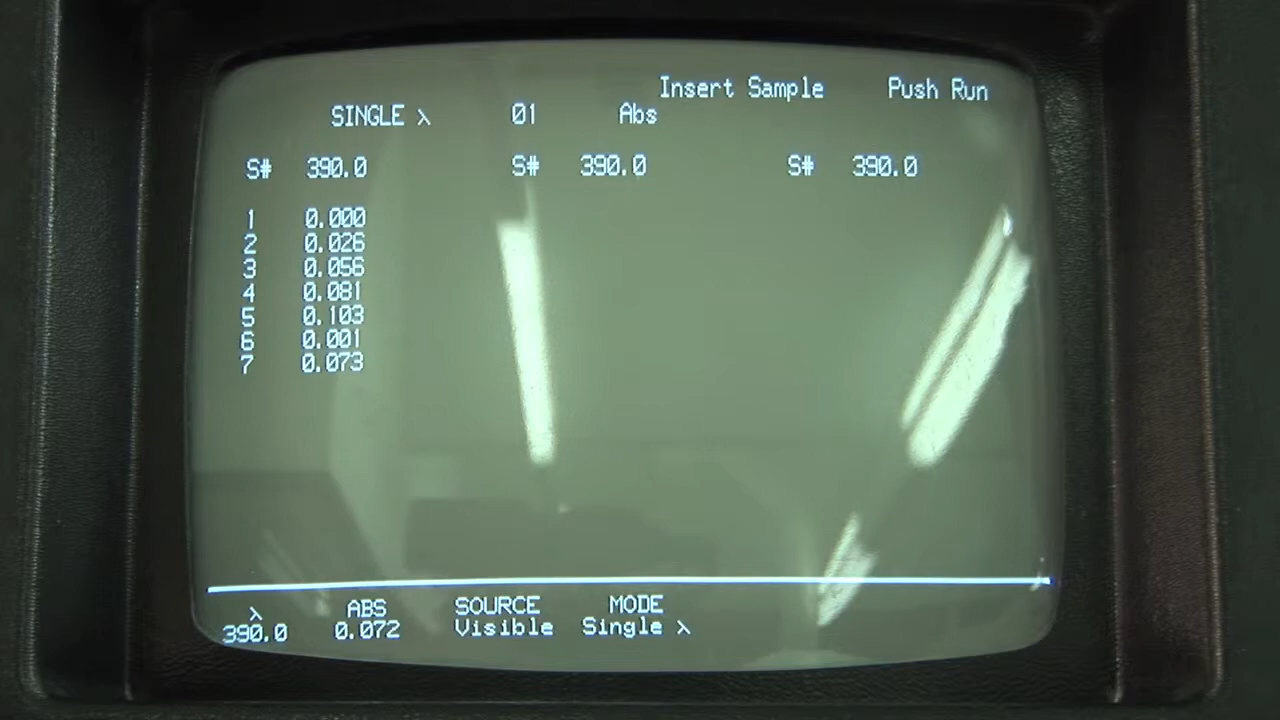 Insert Sample Push Run
SINGLE λ 01 Abs
S# 390.0 S# 390.0 S# 390.0
1 0.000
2 0.026
3 0.056
4 0.081
5 0.103
6 0.001
7 0.073
λ ABS SOURCE MODE
390.0 0.072 Visible Single λ